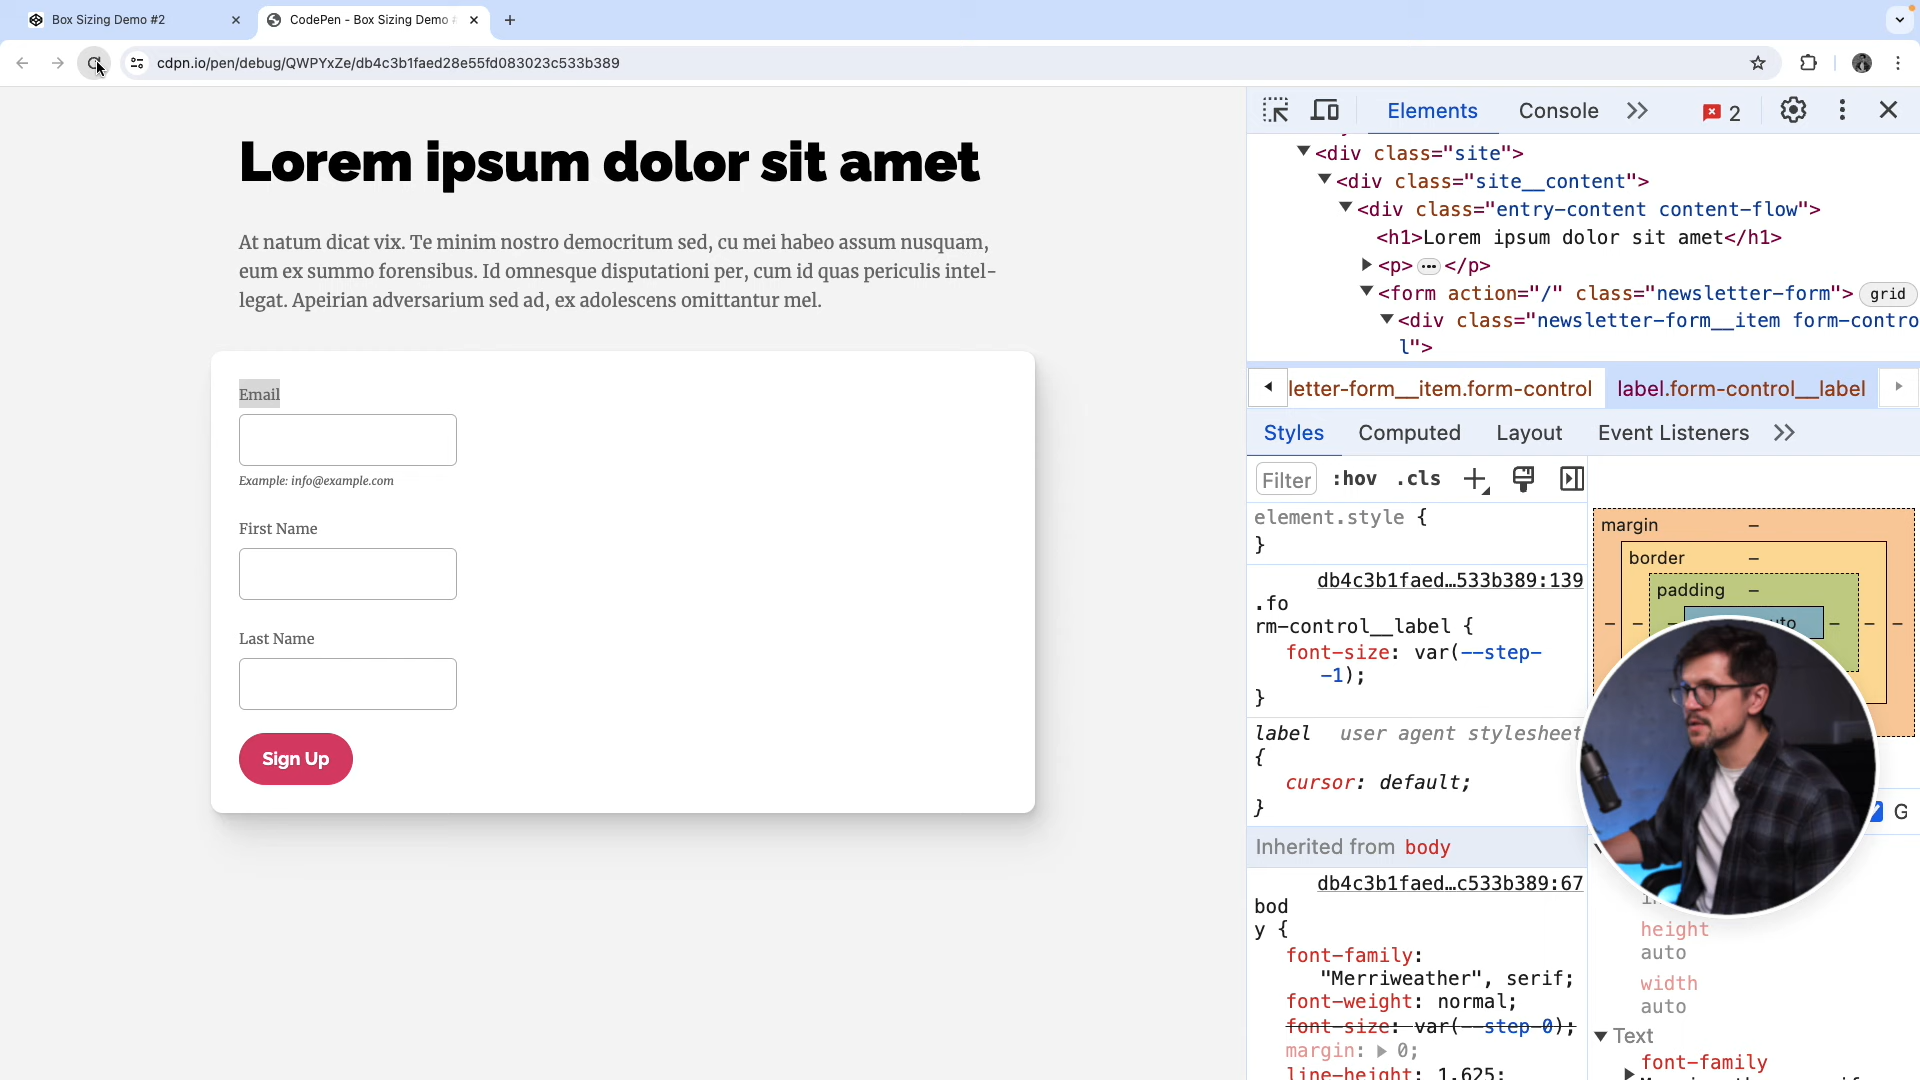 Box Sizing Demo #2
CodePen - Box Sizing Demo
cdpn.io/pen/debug/QWPYxZe/db4c3b1faed28e55fd083023c533b389
Lorem ipsum dolor sit amet
At natum dicat vix. Te minim nostro democritum sed, cu mei habeo assum nusquam,
eum ex summo forensibus. Id omnesque disputationi per, cum id quas periculis intel-
legat. Apeirian adversarium sed ad, ex adolescens omittantur mel.
Email
Example: info@example.com
First Name
Last Name
Sign Up
Elements Console 2
<div class="site">
<div class="site__content">
<div class="entry-content content-flow">
<h1>Lorem ipsum dolor sit amet</h1>
<p> ••• </p>
<form action="/" class="newsletter-form"> grid
<div class="newsletter-form__item form-contro
l">
letter-form__item.form-control label.form-control__label
Styles Computed Layout Event Listeners
Filter :hov .cls
element.style {
}
db4c3b1faed…533b389:139
.fo
rm-control__label {
font-size: var(--step-
-1);
}
label user agent stylesheet
{
cursor: default;
}
Inherited from body
db4c3b1faed…c533b389:67
bod
y {
font-family:
"Merriweather", serif;
font-weight: normal;
font-size: var(--step-0);
margin: 0;
line-height: 1.625;
margin –
border –
padding –
– – – – –
G
height
auto
width
auto
Text
font-family